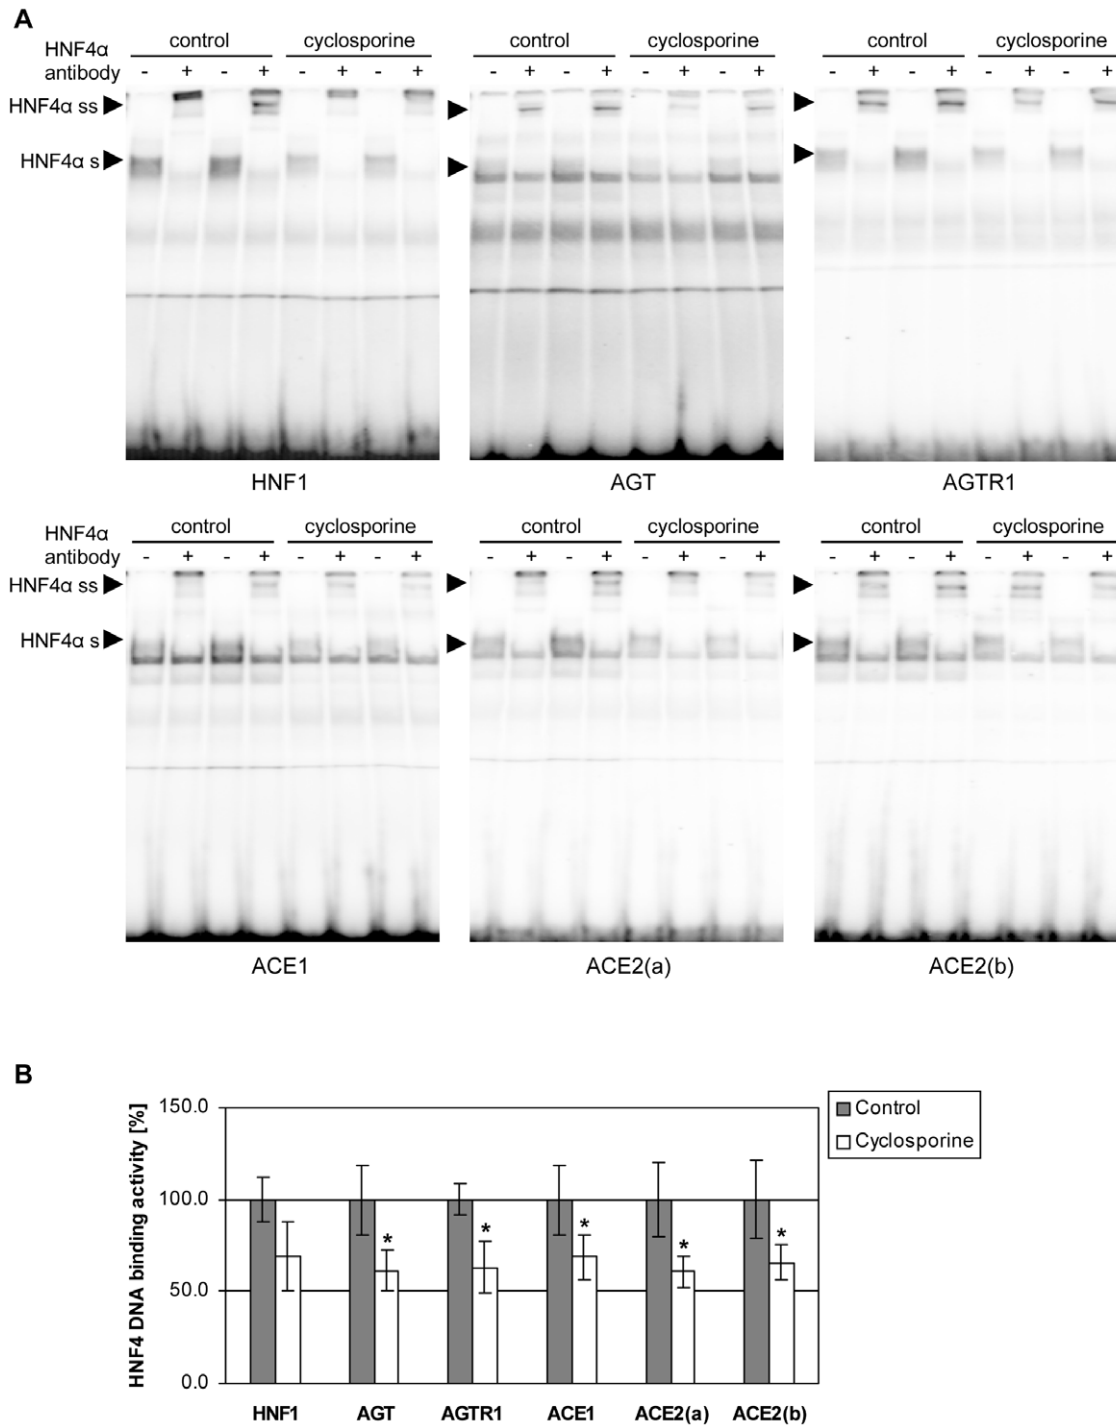 A
control cyclosporine control cyclosporine control cyclosporine
HNF4α
antibody - + - + - + - + - + - + - + - + - + - + - + - +
HNF4α ss
HNF4α s
HNF1 AGT AGTR1
control cyclosporine control cyclosporine control cyclosporine
HNF4α
antibody - + - + - + - + - + - + - + - + - + - + - + - +
HNF4α ss
HNF4α s
ACE1 ACE2(a) ACE2(b)
B
HNF4 DNA binding activity [%]
150.0
100.0
50.0
0.0
Control
Cyclosporine
* * * * *
HNF1 AGT AGTR1 ACE1 ACE2(a) ACE2(b)